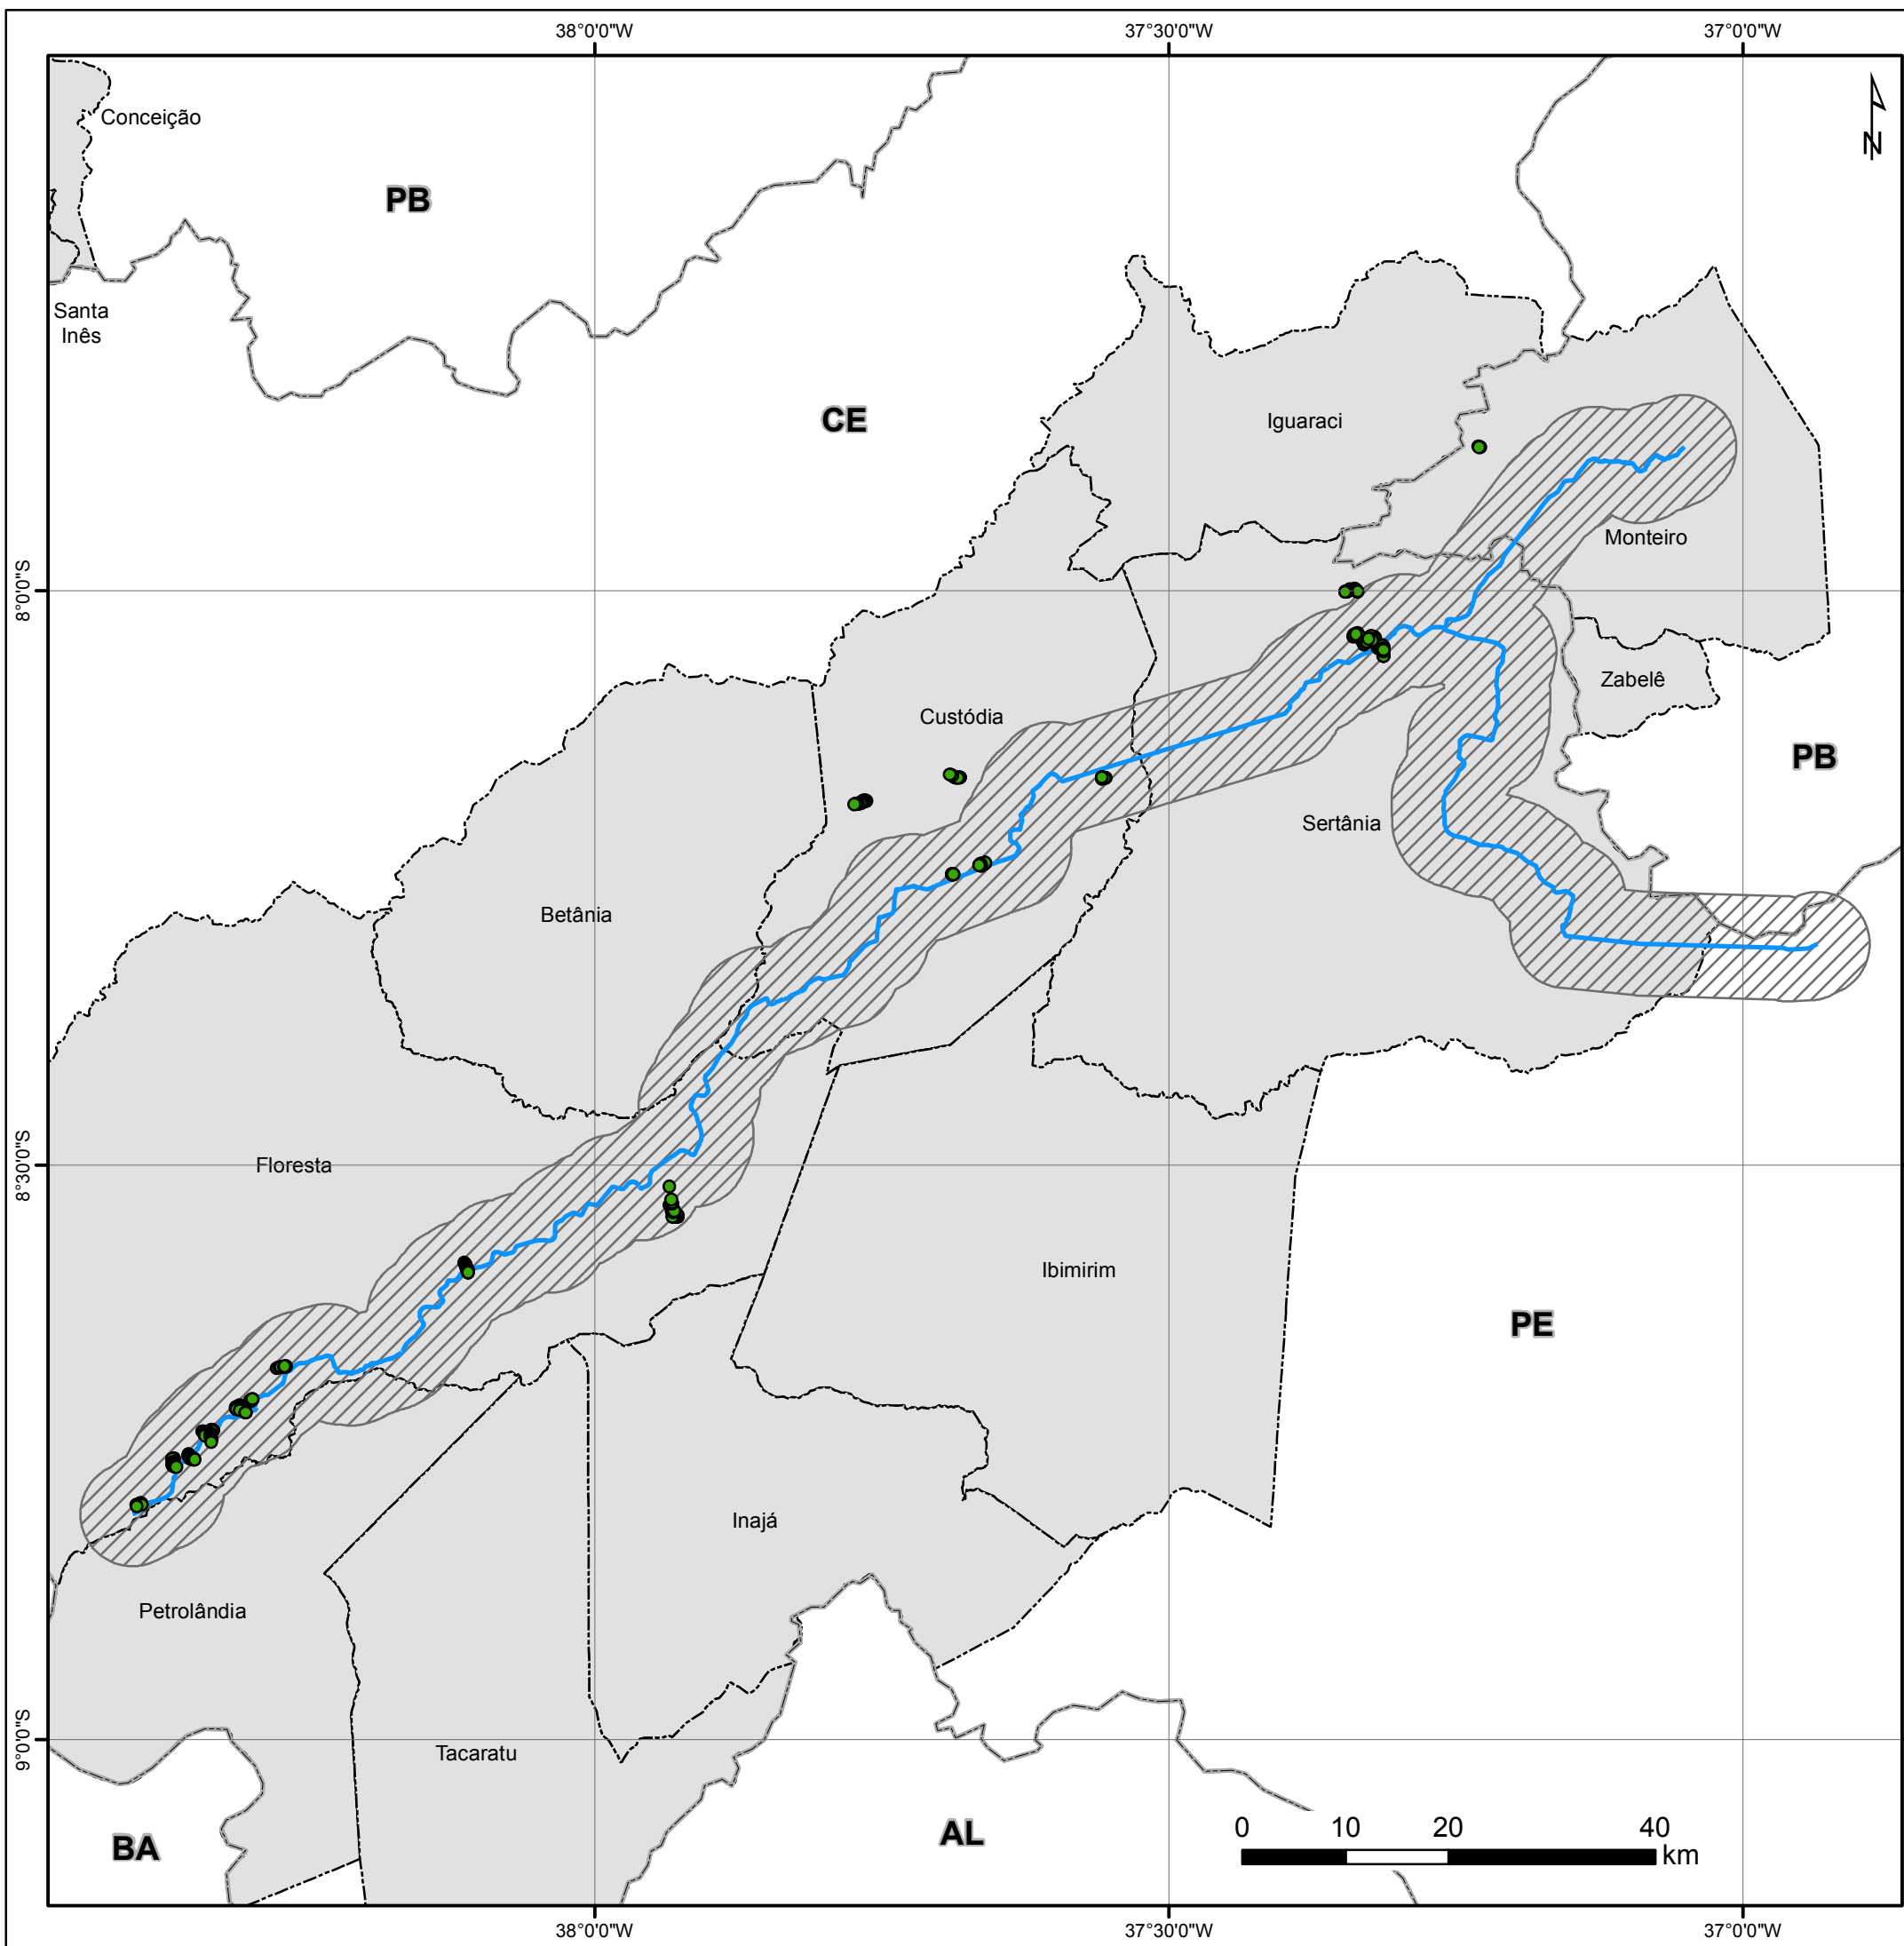 38°0'0"W
37°30'0"W
37°0'0"W
Conceição
N
PB
Santa
Inês
CE
Iguaraci
Monteiro
8°0'0"S
Zabelê
Custódia
PB
Sertânia
Betânia
8°30'0"S
Floresta
Ibimirim
PE
Inajá
Petrolândia
9°0'0"S
Tacaratu
BA
AL
0 10 20 40
km
38°0'0"W
37°30'0"W
37°0'0"W